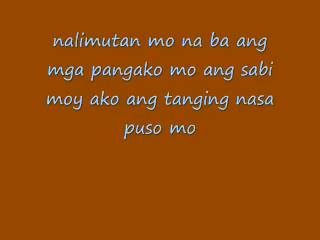 nalimutan mo na ba ang
mga pangako mo ang sabi
moy ako ang tanging nasa
puso mo